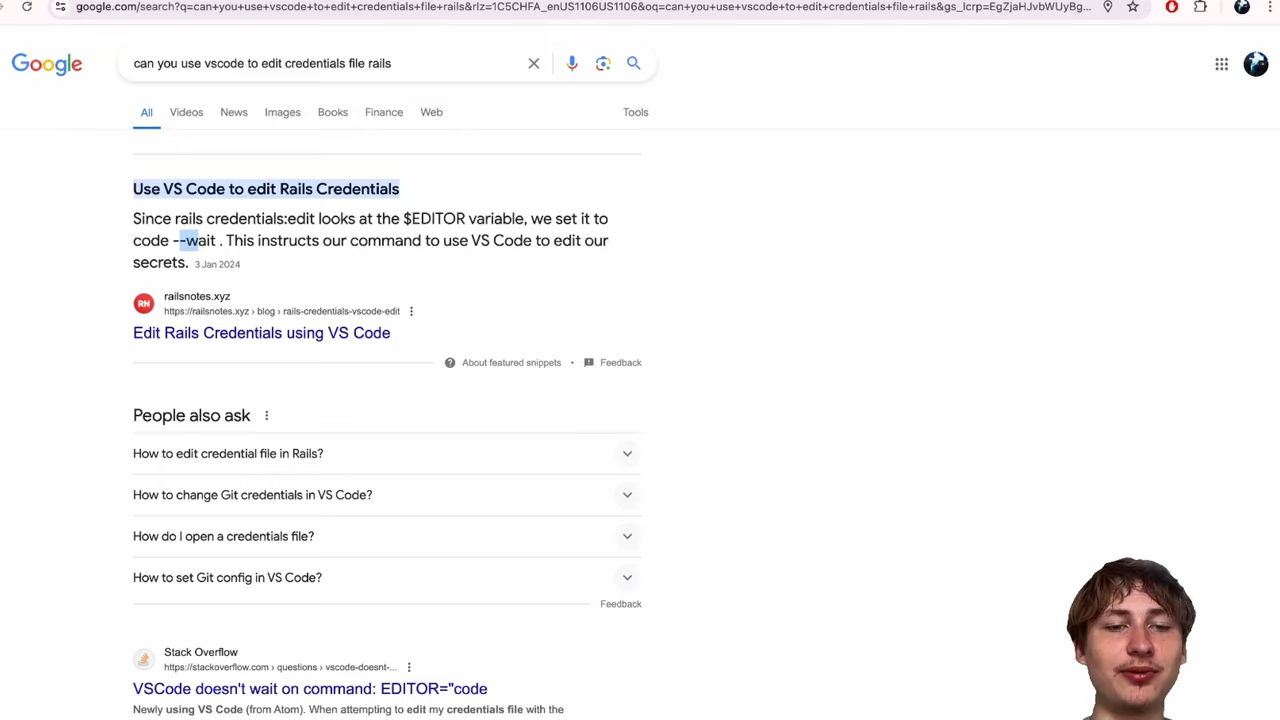 google.com/search?q=can+you+use+vscode+to+edit+credentials+file+rails&rlz=1C5CHFA_enUS1106US1106&oq=can+you+use+vscode+to+edit+credentials+file+rails&gs_lcrp=EgZjaHJvbWUyBg...
Google
can you use vscode to edit credentials file rails
All Videos News Images Books Finance Web Tools
Use VS Code to edit Rails Credentials
Since rails credentials:edit looks at the $EDITOR variable, we set it to
code --wait . This instructs our command to use VS Code to edit our
secrets. 3 Jan 2024
RN
railsnotes.xyz
https://railsnotes.xyz › blog › rails-credentials-vscode-edit
Edit Rails Credentials using VS Code
About featured snippets • Feedback
People also ask
How to edit credential file in Rails?
How to change Git credentials in VS Code?
How do I open a credentials file?
How to set Git config in VS Code?
Feedback
Stack Overflow
https://stackoverflow.com › questions › vscode-doesnt-...
VSCode doesn't wait on command: EDITOR="code
Newly using VS Code (from Atom). When attempting to edit my credentials file with the